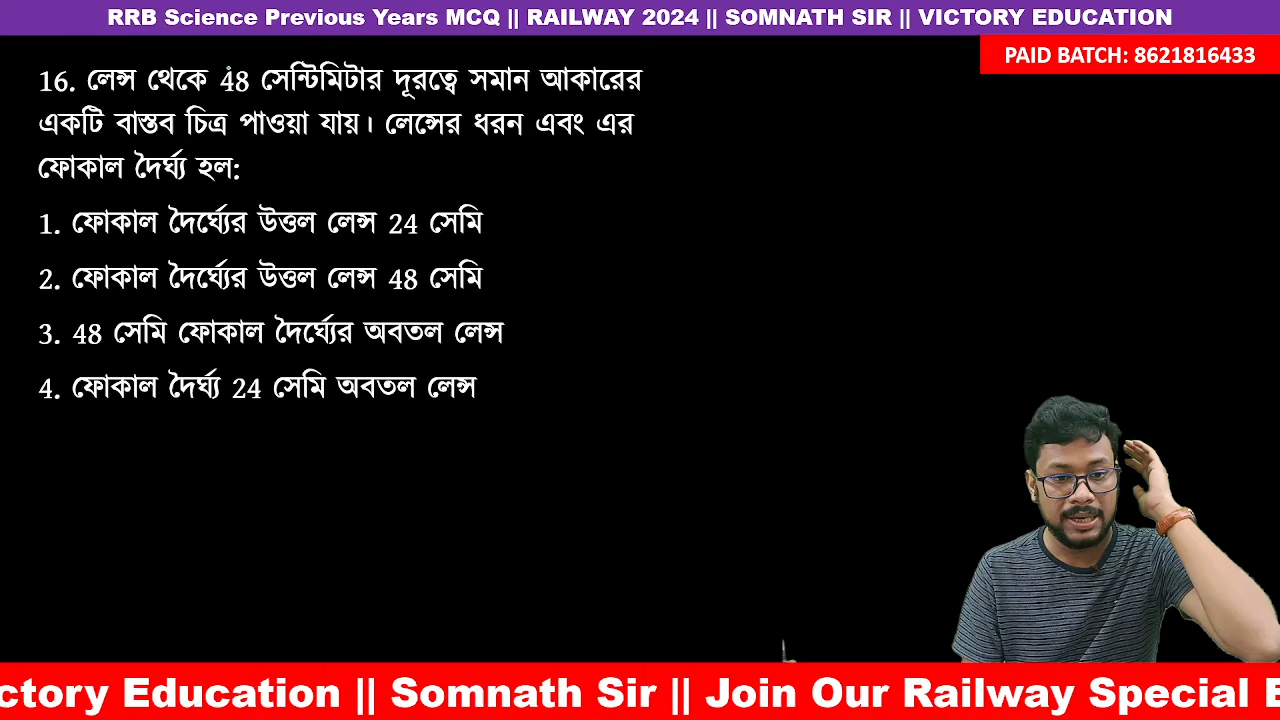 RRB Science Previous Years MCQ || RAILWAY 2024 || SOMNATH SIR || VICTORY EDUCATION
PAID BATCH: 8621816433
16. লেন্স থেকে 48 সেন্টিমিটার দূরত্বে সমান আকারের
একটি বাস্তব চিত্র পাওয়া যায়। লেন্সের ধরন এবং এর
ফোকাল দৈর্ঘ্য হল:
1. ফোকাল দৈর্ঘ্যের উত্তল লেন্স 24 সেমি
2. ফোকাল দৈর্ঘ্যের উত্তল লেন্স 48 সেমি
3. 48 সেমি ফোকাল দৈর্ঘ্যের অবতল লেন্স
4. ফোকাল দৈর্ঘ্য 24 সেমি অবতল লেন্স
ctory Education || Somnath Sir || Join Our Railway Special